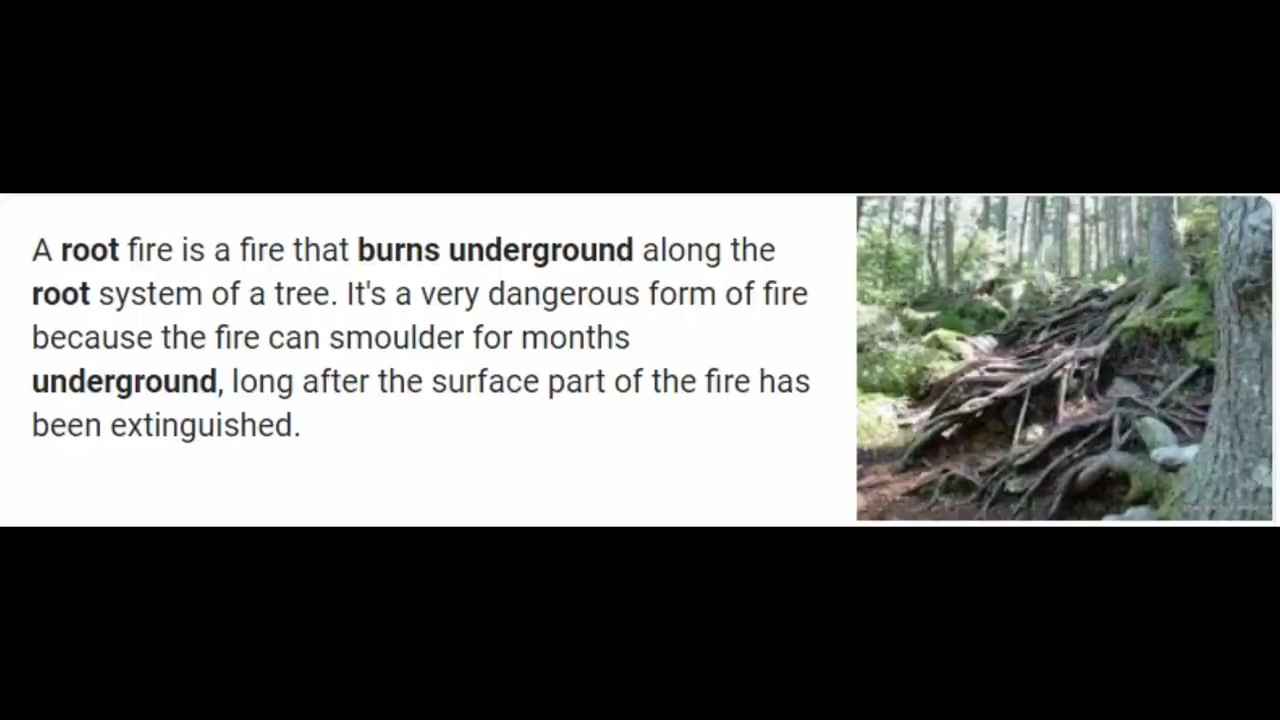 A root fire is a fire that burns underground along the
root system of a tree. It's a very dangerous form of fire
because the fire can smoulder for months
underground, long after the surface part of the fire has
been extinguished.